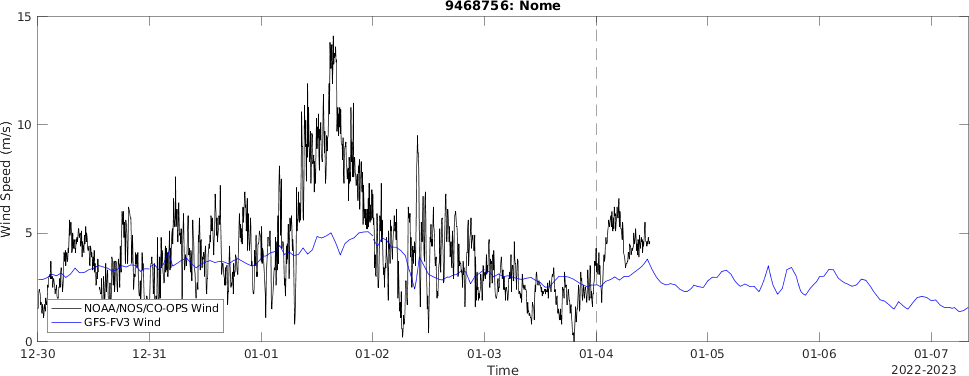 9468756: Nome
15
10
5
0
Wind Speed (m/s)
NOAA/NOS/CO-OPS Wind
GFS-FV3 Wind
12-30 12-31 01-01 01-02 01-03 01-04 01-05 01-06 01-07
Time
2022-2023